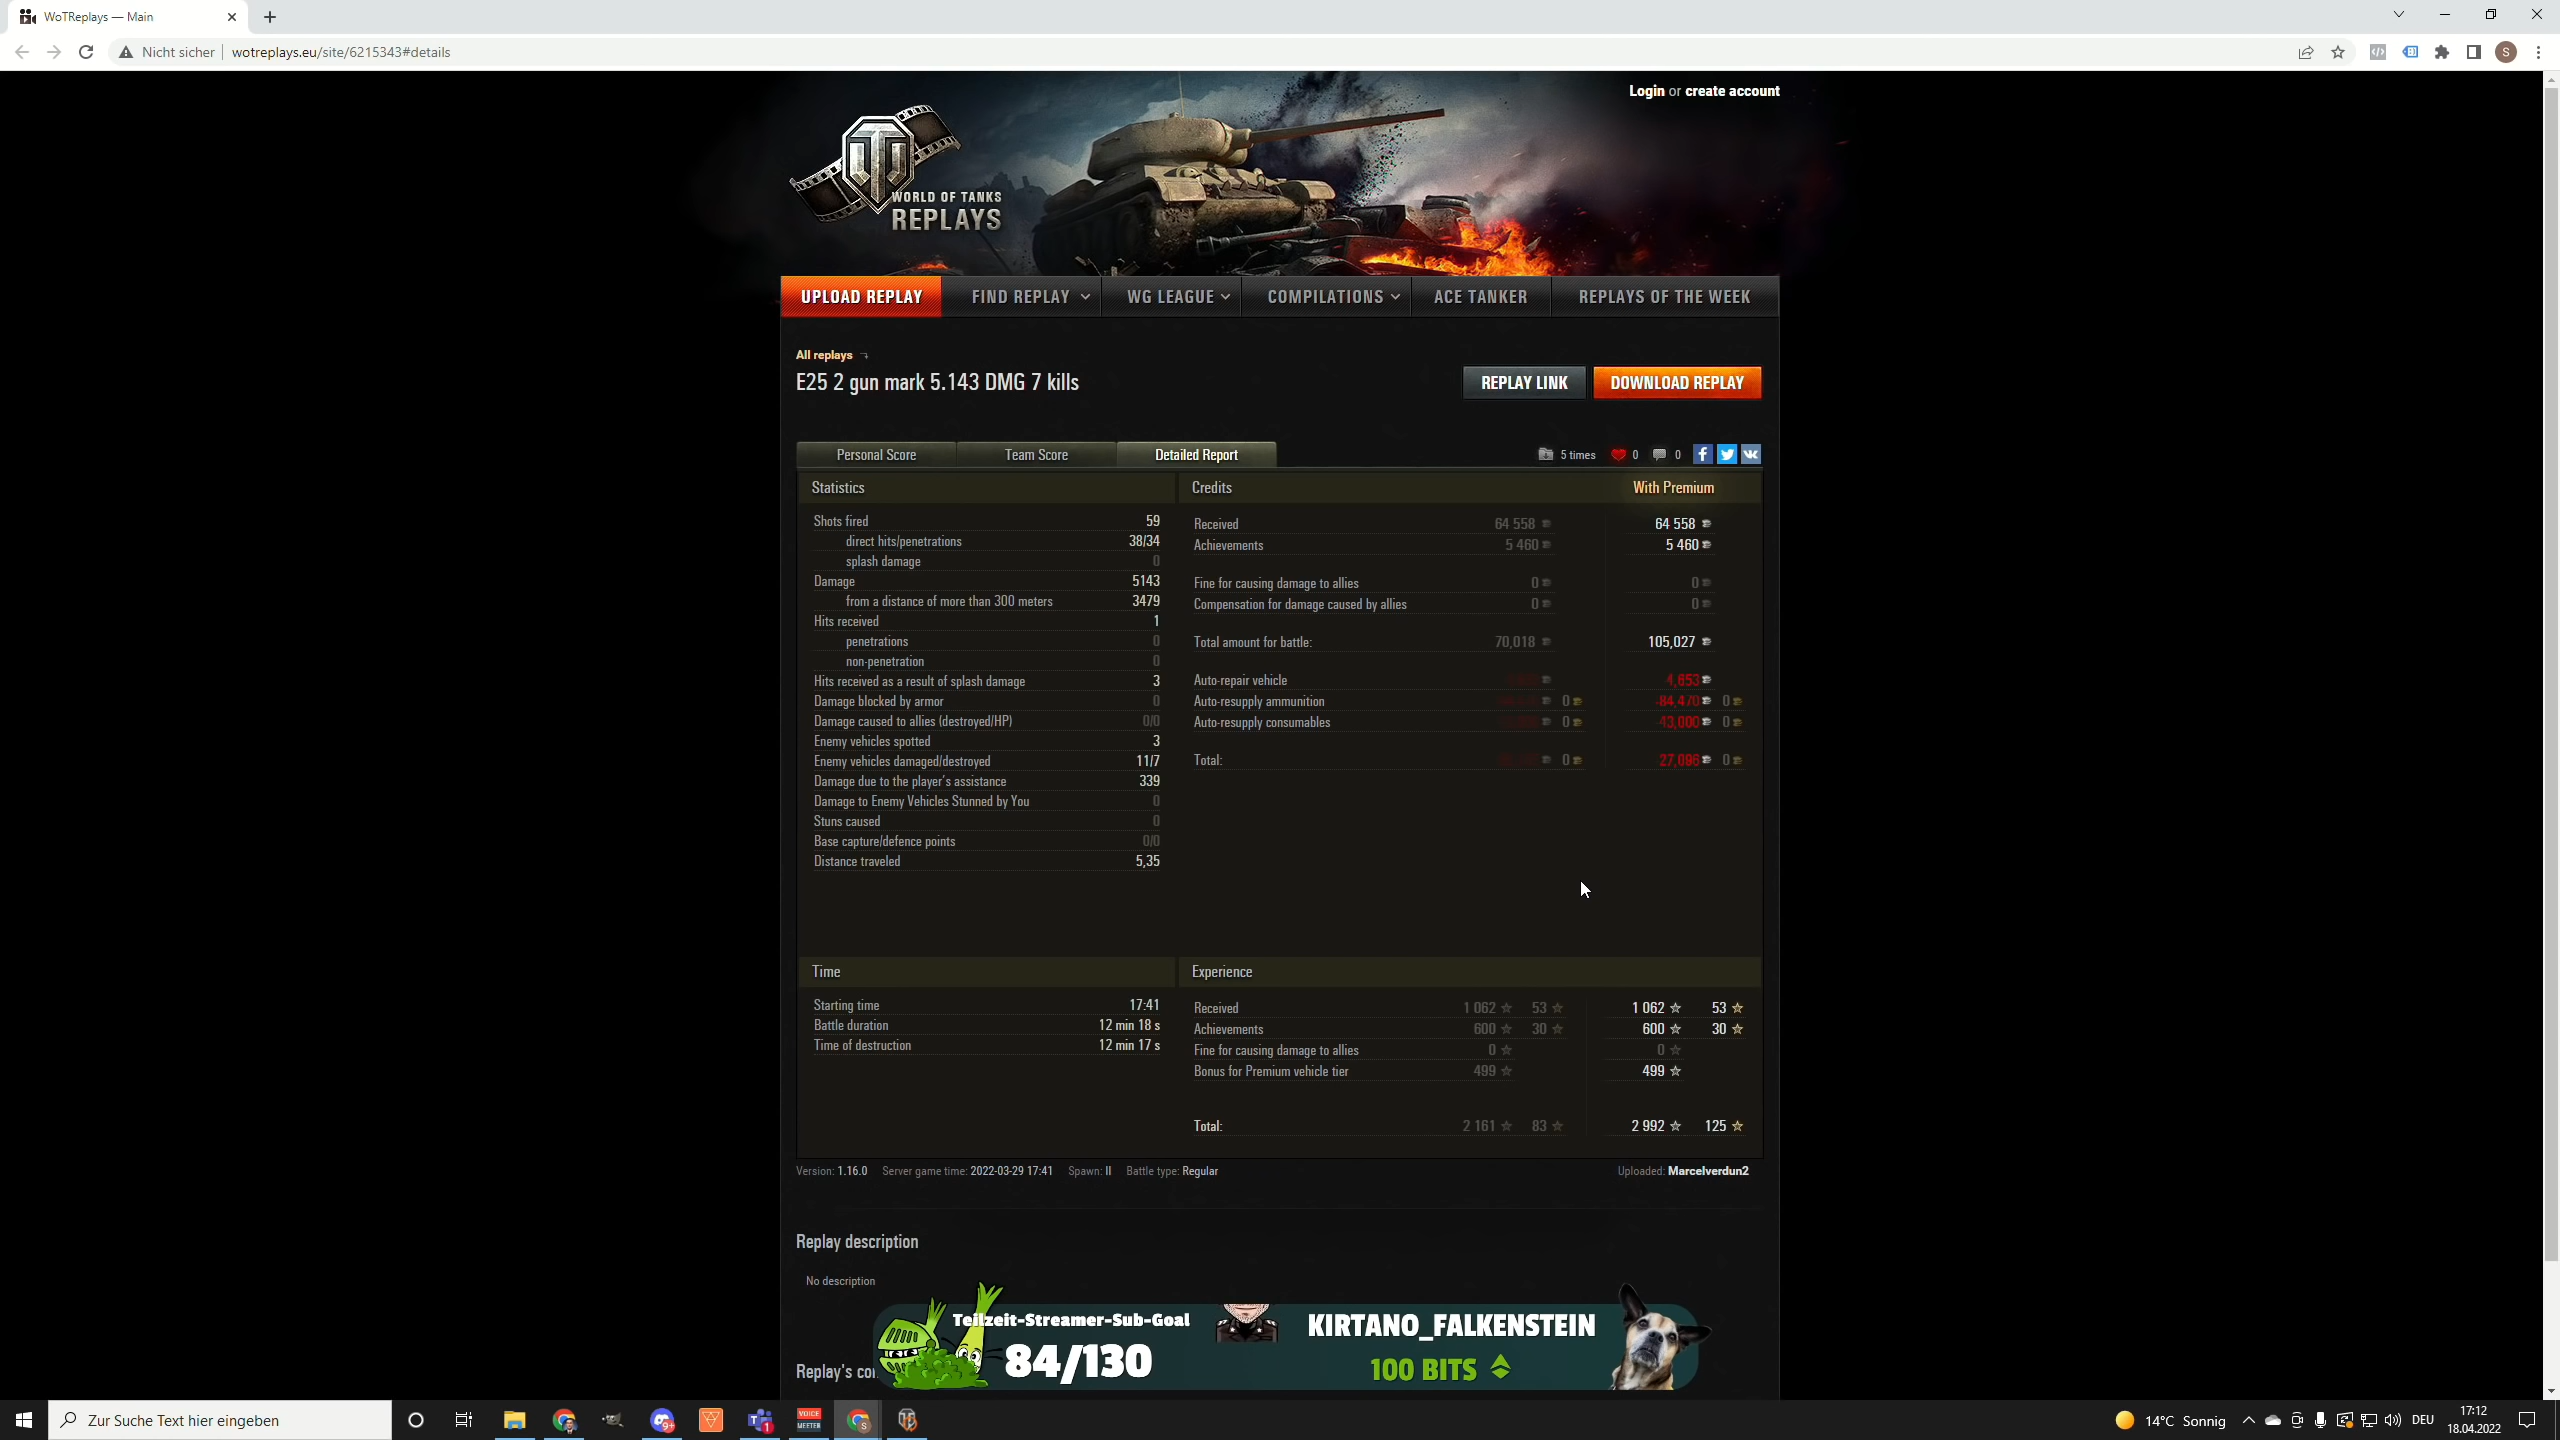 WoTReplays — Main
Nicht sicher
wotreplays.eu/site/6215343#details
S
Login or create account
WORLD OF TANKS
REPLAYS
UPLOAD REPLAY
FIND REPLAY
WG LEAGUE
COMPILATIONS
ACE TANKER
REPLAYS OF THE WEEK
All replays
E25 2 gun mark 5.143 DMG 7 kills
REPLAY LINK
DOWNLOAD REPLAY
Personal Score
Team Score
Detailed Report
5 times
0
0
Statistics
Shots fired 59
direct hits/penetrations 38/34
splash damage 0
Damage 5143
from a distance of more than 300 meters 3479
Hits received 1
penetrations 0
non-penetration 0
Hits received as a result of splash damage 3
Damage blocked by armor 0
Damage caused to allies (destroyed/HP) 0/0
Enemy vehicles spotted 3
Enemy vehicles damaged/destroyed 11/7
Damage due to the player's assistance 339
Damage to Enemy Vehicles Stunned by You 0
Stuns caused 0
Base capture/defence points 0/0
Distance traveled 5,35
Credits With Premium
Received 64 558 64 558
Achievements 5 460 5 460
Fine for causing damage to allies 0 0
Compensation for damage caused by allies 0 0
Total amount for battle: 70,018 105,027
Auto-repair vehicle 4,653
Auto-resupply ammunition 0 -84,470 0
Auto-resupply consumables 0 -43,000 0
Total: 0 27,096 0
Time
Starting time 17:41
Battle duration 12 min 18 s
Time of destruction 12 min 17 s
Experience
Received 1 062 53 1 062 53
Achievements 600 30 600 30
Fine for causing damage to allies 0 0
Bonus for Premium vehicle tier 499 499
Total: 2 161 83 2 992 125
Version: 1.16.0 Server game time: 2022-03-29 17:41 Spawn: II Battle type: Regular
Uploaded: Marcelverdun2
Replay description
No description
Replay's co
Teilzeit-Streamer-Sub-Goal
84/130
KIRTANO_FALKENSTEIN
100 BITS
Zur Suche Text hier eingeben
9+
1
VOICE
MEETER
S
14°C Sonnig
DEU
17:12
18.04.2022